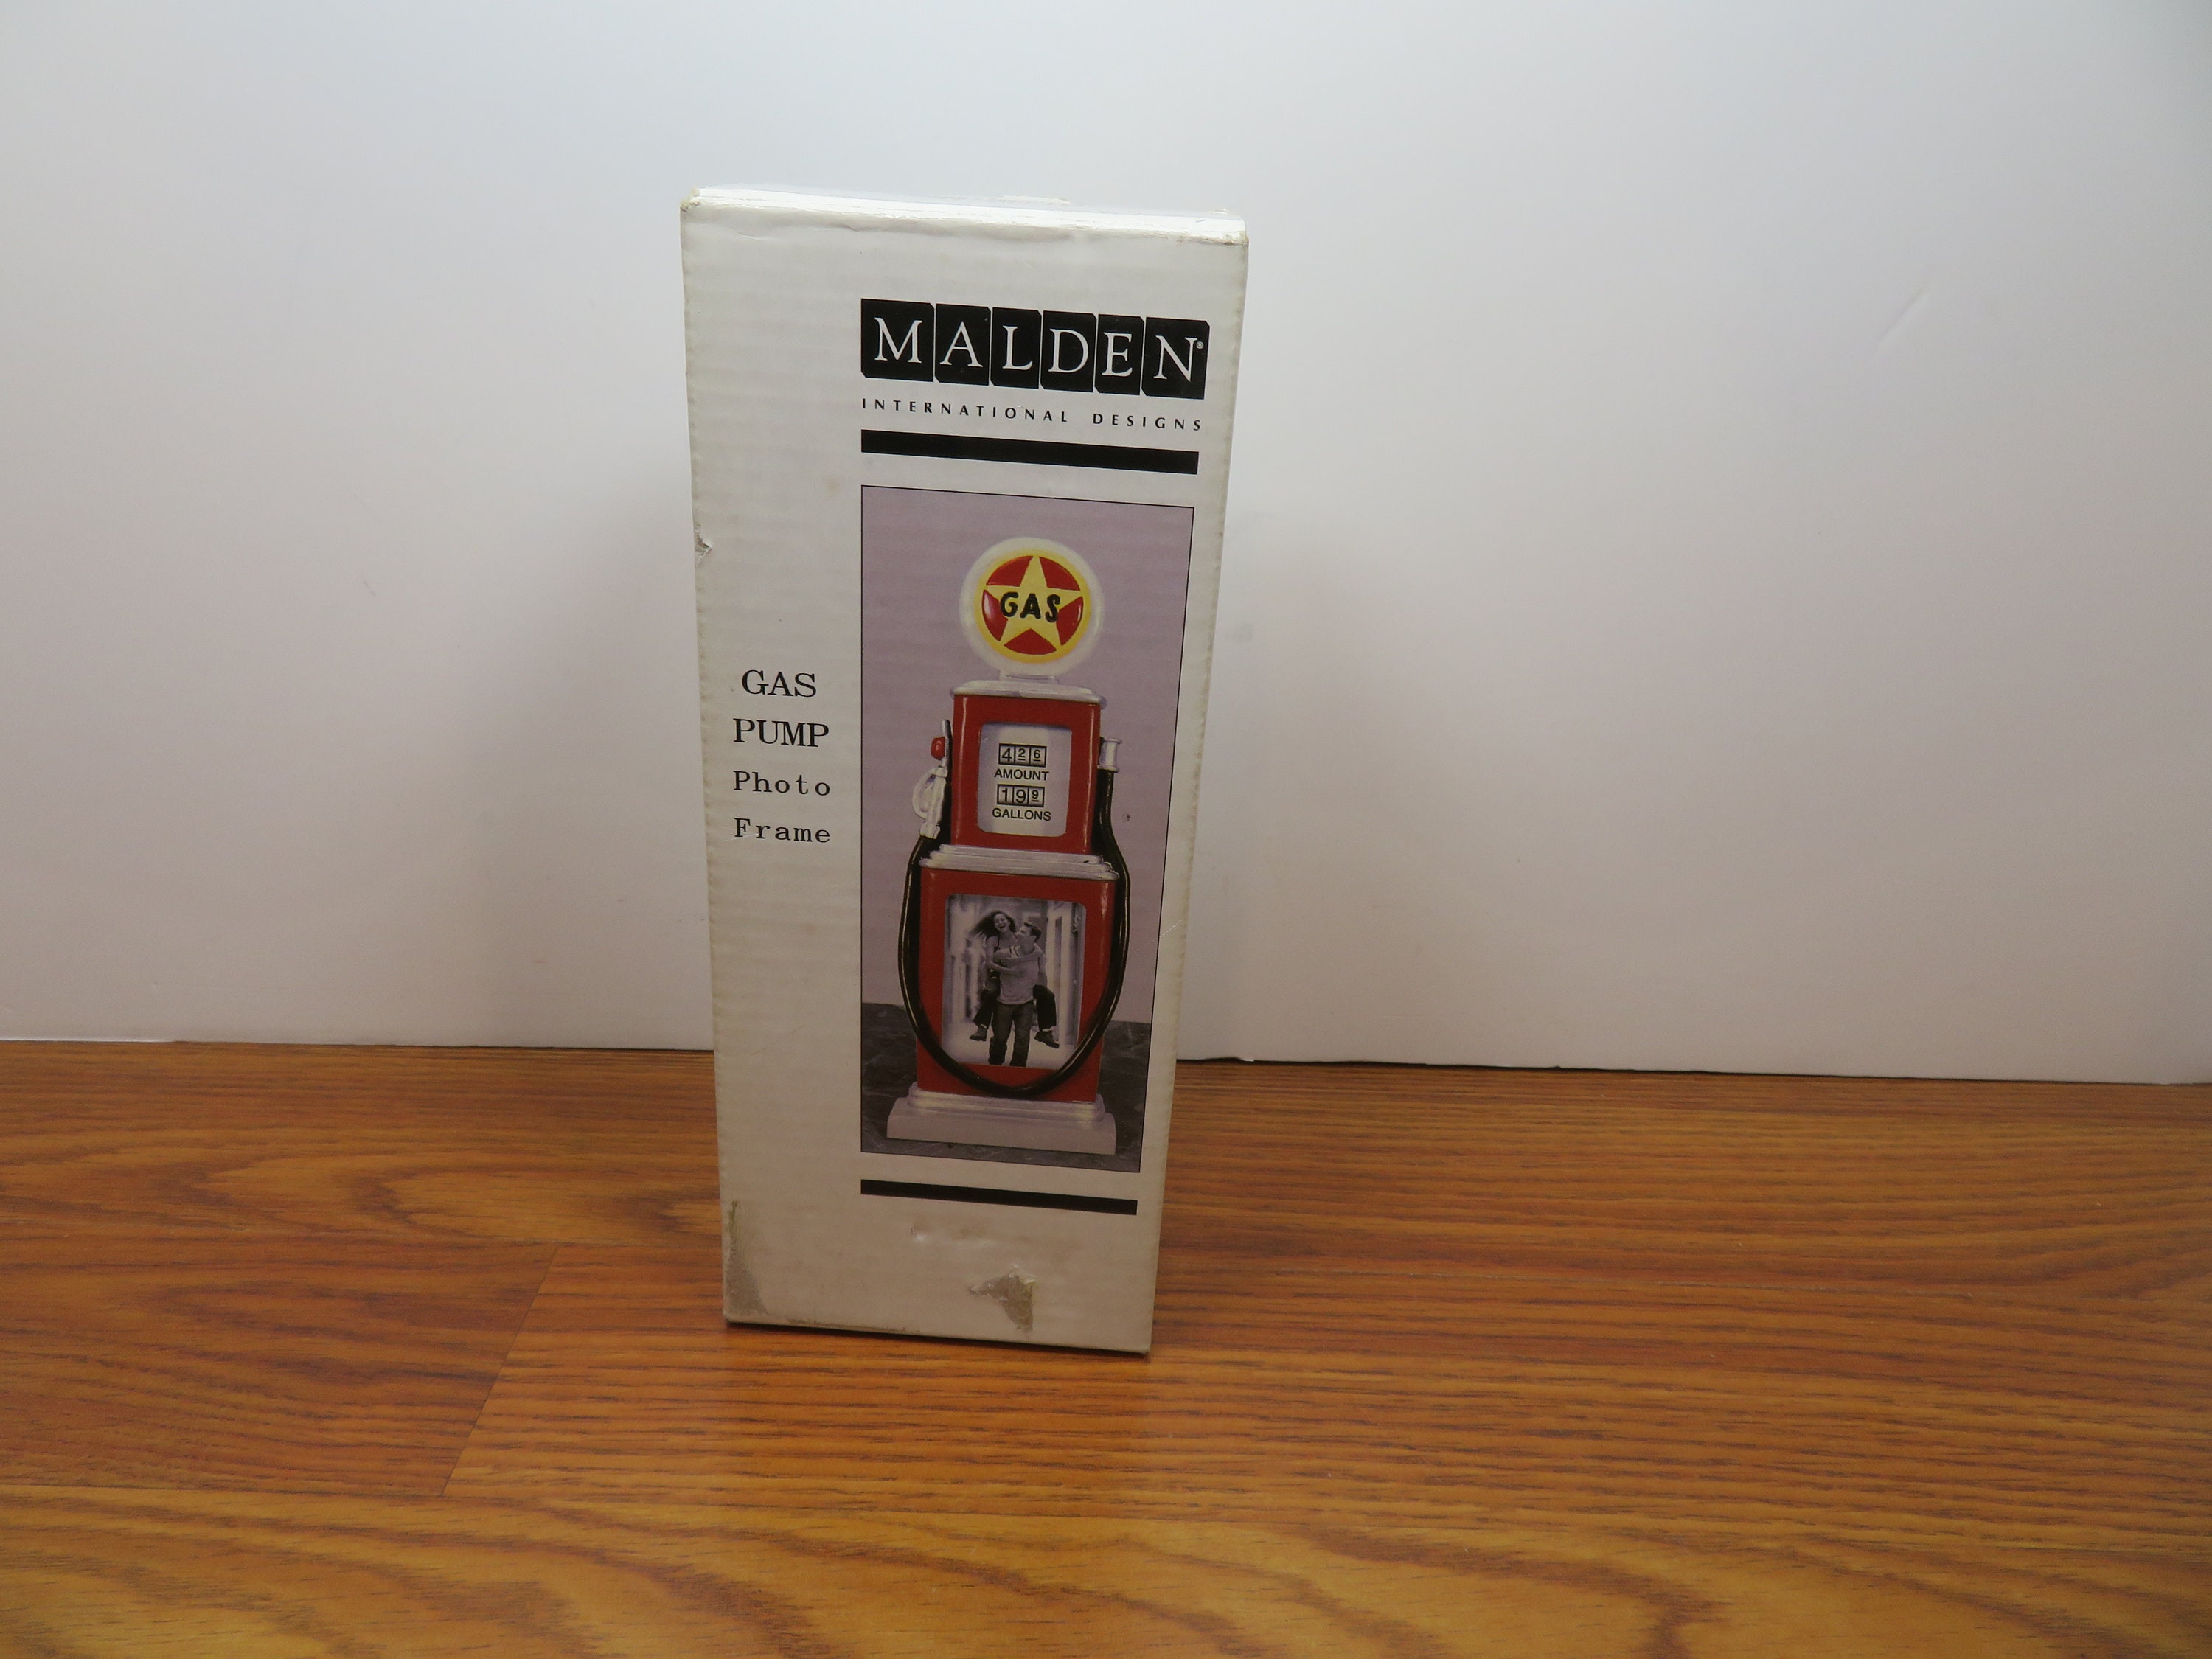 MALDEN®
INTERNATIONAL DESIGNS
GAS
PUMP
Photo
Frame
GAS
426
AMOUNT
199
GALLONS